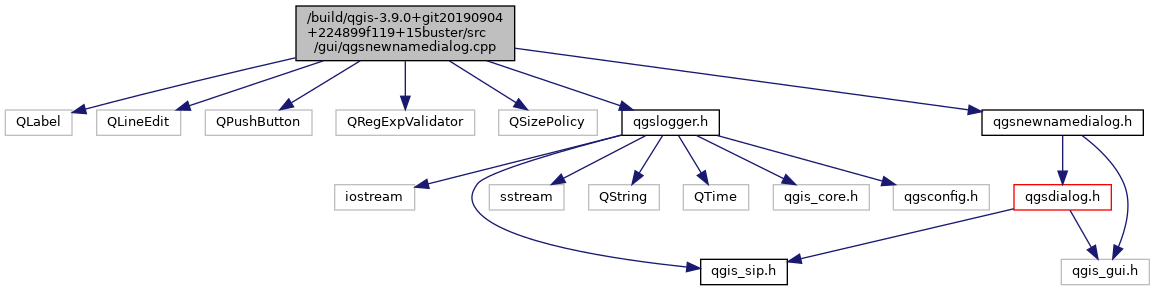 /build/qgis-3.9.0+git20190904
+224899f119+15buster/src
/gui/qgsnewnamedialog.cpp
QLabel
QLineEdit
QPushButton
QRegExpValidator
QSizePolicy
qgslogger.h
qgsnewnamedialog.h
iostream
sstream
QString
QTime
qgis_core.h
qgsconfig.h
qgsdialog.h
qgis_sip.h
qgis_gui.h